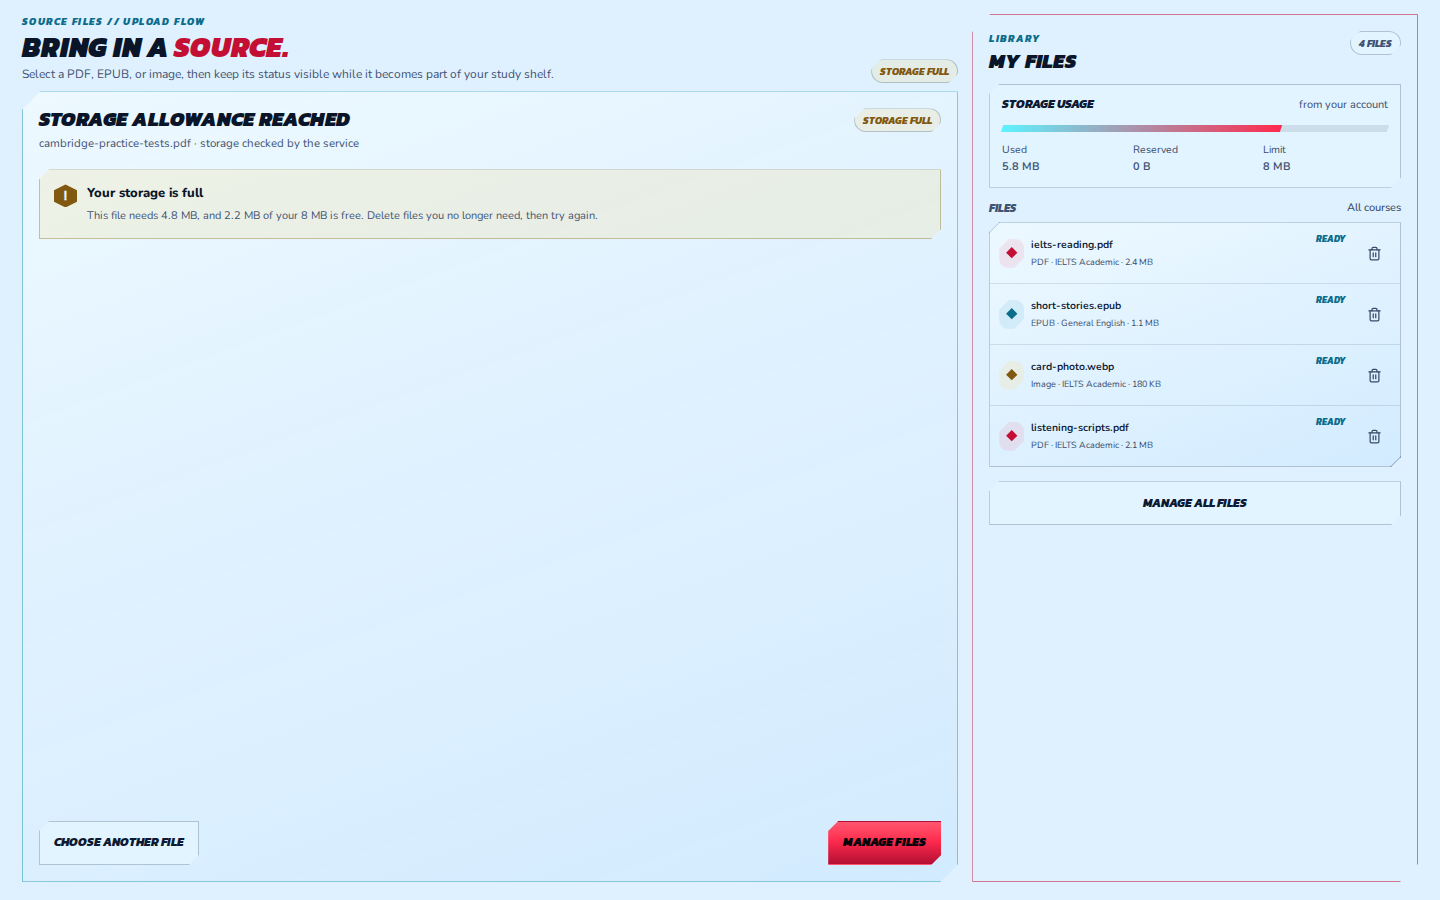 SOURCE FILES // UPLOAD FLOW
BRING IN A SOURCE.
Select a PDF, EPUB, or image, then keep its status visible while it becomes part of your study shelf.
STORAGE FULL
STORAGE ALLOWANCE REACHED
cambridge-practice-tests.pdf · storage checked by the service
STORAGE FULL
!
Your storage is full
This file needs 4.8 MB, and 2.2 MB of your 8 MB is free. Delete files you no longer need, then try again.
CHOOSE ANOTHER FILE
MANAGE FILES
LIBRARY
MY FILES
4 FILES
STORAGE USAGE
from your account
Used
5.8 MB
Reserved
0 B
Limit
8 MB
FILES
All courses
ielts-reading.pdf
PDF · IELTS Academic · 2.4 MB
READY
short-stories.epub
EPUB · General English · 1.1 MB
READY
card-photo.webp
Image · IELTS Academic · 180 KB
READY
listening-scripts.pdf
PDF · IELTS Academic · 2.1 MB
READY
MANAGE ALL FILES